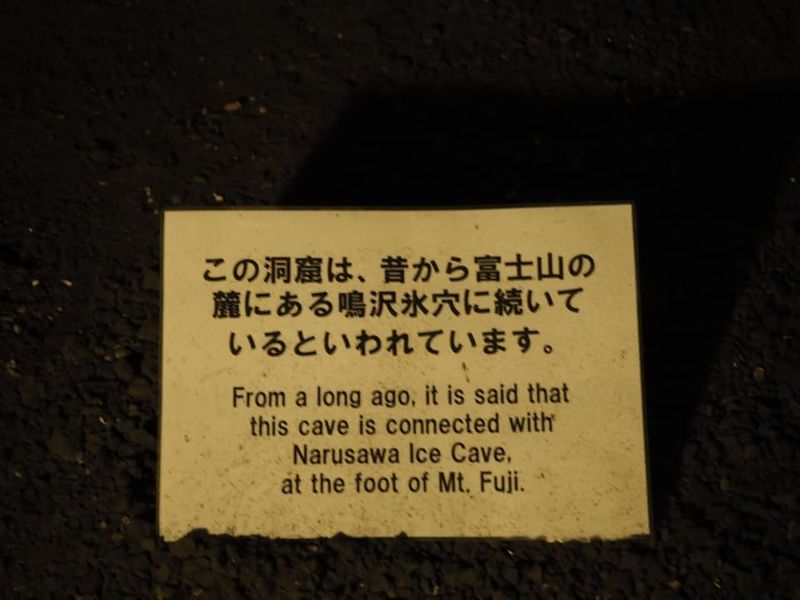 この洞窟は、昔から富士山の
麓にある鳴沢氷穴に続いて
いるといわれています。
From a long ago, it is said that
this cave is connected with
Narusawa Ice Cave,
at the foot of Mt. Fuji.